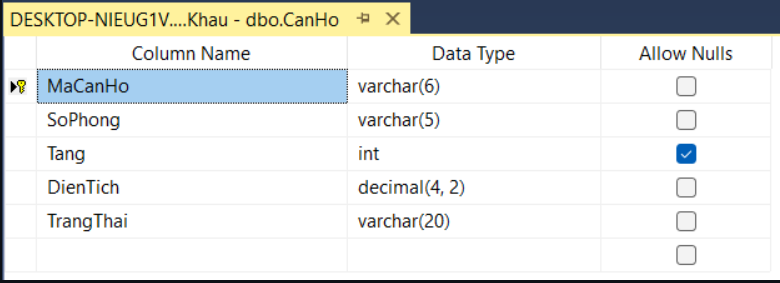 DESKTOP-NIEUG1V....Khau - dbo.CanHo
Column Name Data Type Allow Nulls
MaCanHo varchar(6)
SoPhong varchar(5)
Tang int
DienTich decimal(4, 2)
TrangThai varchar(20)